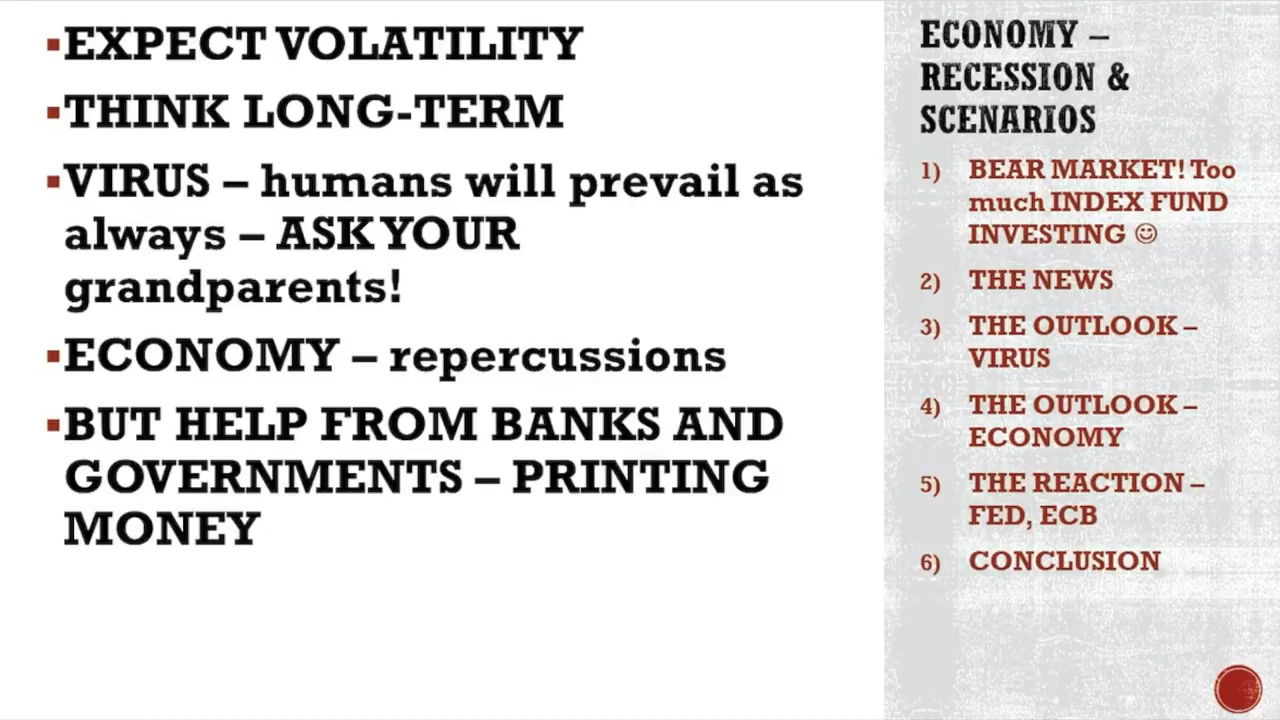 ▪EXPECT VOLATILITY
▪THINK LONG-TERM
▪VIRUS – humans will prevail as
always – ASK YOUR
grandparents!
▪ECONOMY – repercussions
▪BUT HELP FROM BANKS AND
GOVERNMENTS – PRINTING
MONEY
ECONOMY –
RECESSION &
SCENARIOS
1) BEAR MARKET! Too
much INDEX FUND
INVESTING ☺
2) THE NEWS
3) THE OUTLOOK –
VIRUS
4) THE OUTLOOK –
ECONOMY
5) THE REACTION –
FED, ECB
6) CONCLUSION